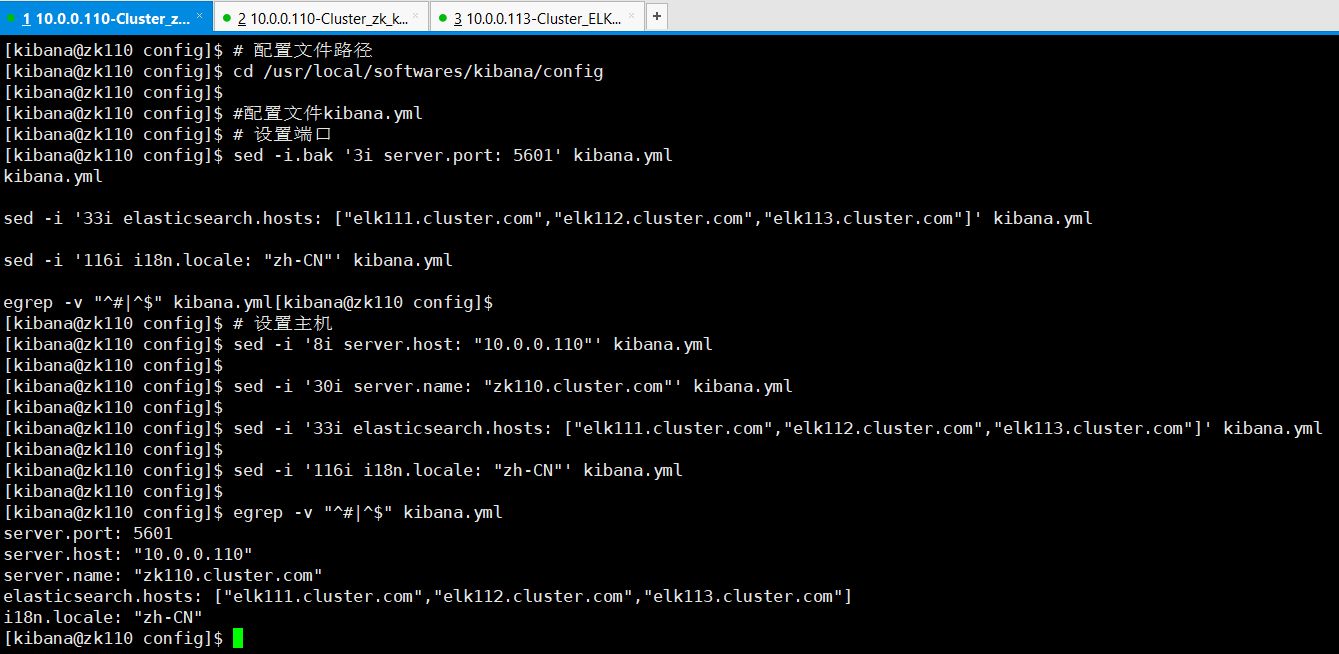 1 10.0.0.110-Cluster_z... × 2 10.0.0.110-Cluster_zk_k... × 3 10.0.0.113-Cluster_ELK... × +
[kibana@zk110 config]$ # 配置文件路径
[kibana@zk110 config]$ cd /usr/local/softwares/kibana/config
[kibana@zk110 config]$
[kibana@zk110 config]$ #配置文件kibana.yml
[kibana@zk110 config]$ # 设置端口
[kibana@zk110 config]$ sed -i.bak '3i server.port: 5601' kibana.yml
kibana.yml
sed -i '33i elasticsearch.hosts: ["elk111.cluster.com","elk112.cluster.com","elk113.cluster.com"]' kibana.yml
sed -i '116i i18n.locale: "zh-CN"' kibana.yml
egrep -v "^#|^$" kibana.yml[kibana@zk110 config]$
[kibana@zk110 config]$ # 设置主机
[kibana@zk110 config]$ sed -i '8i server.host: "10.0.0.110"' kibana.yml
[kibana@zk110 config]$
[kibana@zk110 config]$ sed -i '30i server.name: "zk110.cluster.com"' kibana.yml
[kibana@zk110 config]$
[kibana@zk110 config]$ sed -i '33i elasticsearch.hosts: ["elk111.cluster.com","elk112.cluster.com","elk113.cluster.com"]' kibana.yml
[kibana@zk110 config]$
[kibana@zk110 config]$ sed -i '116i i18n.locale: "zh-CN"' kibana.yml
[kibana@zk110 config]$
[kibana@zk110 config]$ egrep -v "^#|^$" kibana.yml
server.port: 5601
server.host: "10.0.0.110"
server.name: "zk110.cluster.com"
elasticsearch.hosts: ["elk111.cluster.com","elk112.cluster.com","elk113.cluster.com"]
i18n.locale: "zh-CN"
[kibana@zk110 config]$